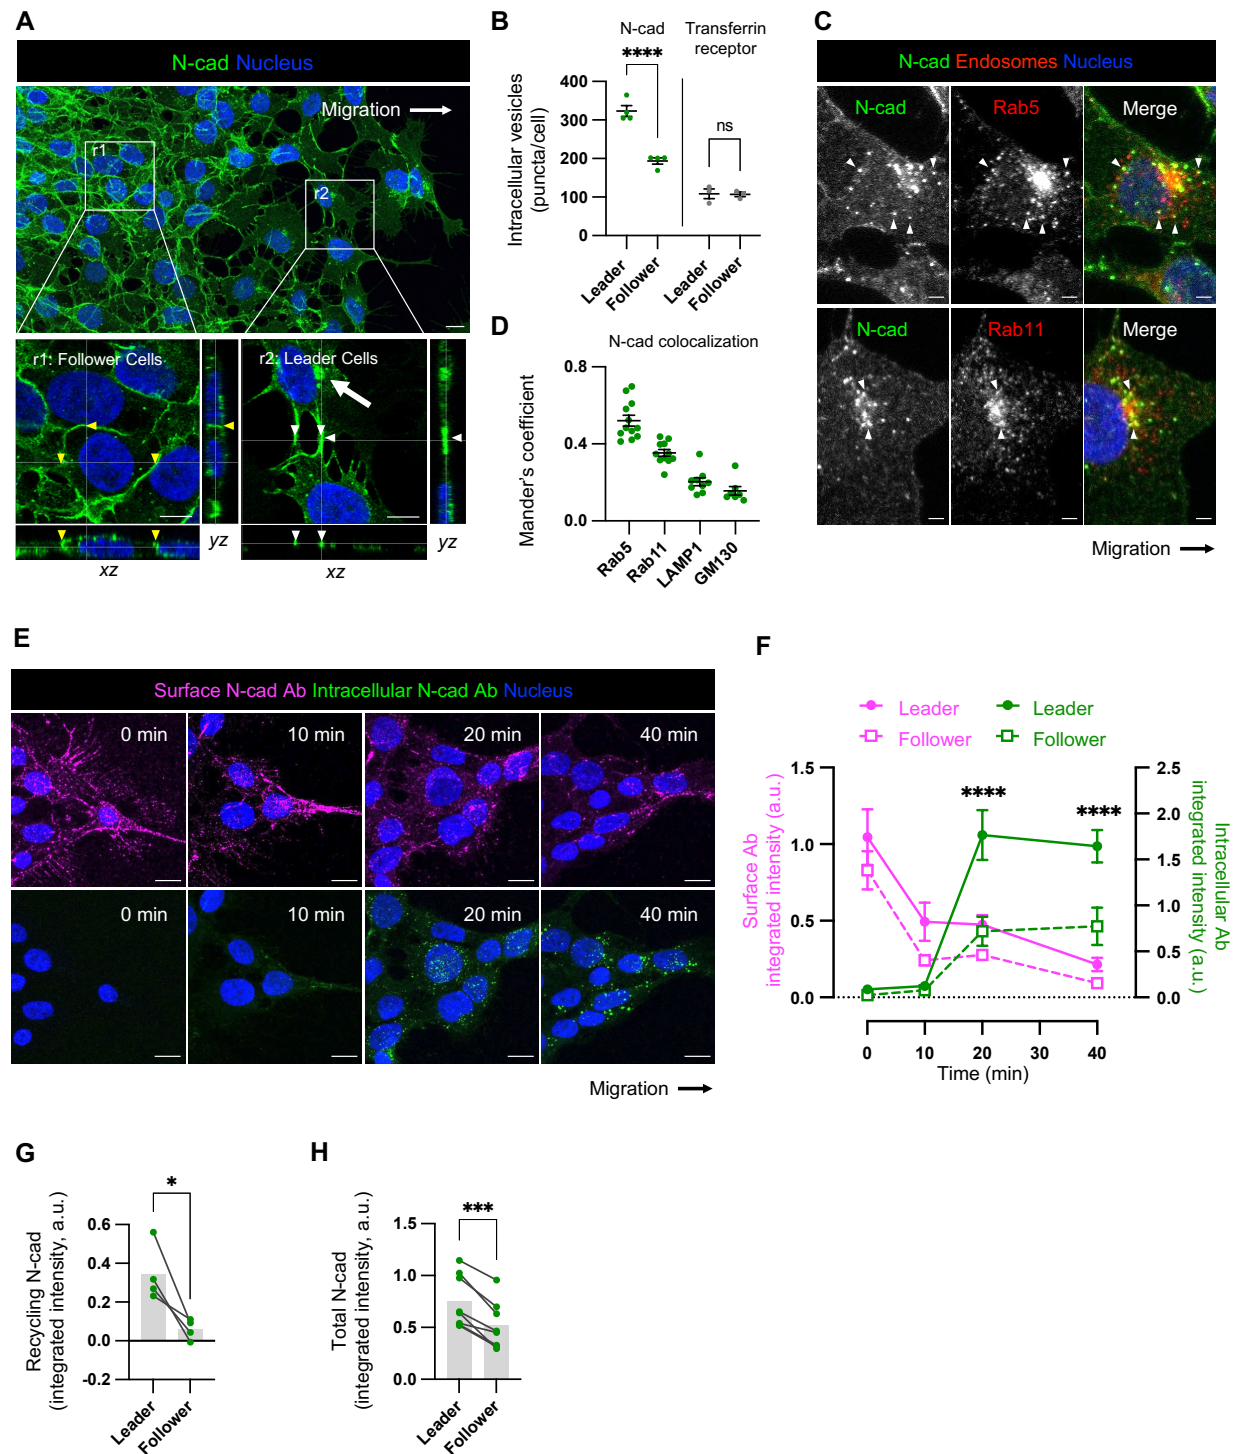 A
N-cad Nucleus
Migration
r1
r2
r1: Follower Cells
r2: Leader Cells
yz
yz
xz
xz
B
N-cad
Transferrin
receptor
****
ns
Intracellular vesicles
(puncta/cell)
400
300
200
100
0
Leader
Follower
Leader
Follower
C
N-cad Endosomes Nucleus
N-cad
Rab5
Merge
N-cad
Rab11
Merge
Migration
D
N-cad colocalization
Mander's coefficient
0.8
0.4
0.0
Rab5
Rab11
LAMP1
GM130
E
Surface N-cad Ab Intracellular N-cad Ab Nucleus
0 min
10 min
20 min
40 min
0 min
10 min
20 min
40 min
Migration
F
Leader
Leader
Follower
Follower
Surface Ab
integrated intensity (a.u.)
1.5
1.0
0.5
0.0
****
****
2.5
2.0
1.5
1.0
0.5
0.0
Intracellular Ab
integrated intensity (a.u.)
0
10
20
30
40
Time (min)
G
*
Recycling N-cad
(integrated intensity, a.u.)
0.6
0.4
0.2
0.0
-0.2
Leader
Follower
H
***
Total N-cad
(integrated intensity, a.u.)
1.5
1.0
0.5
0.0
Leader
Follower